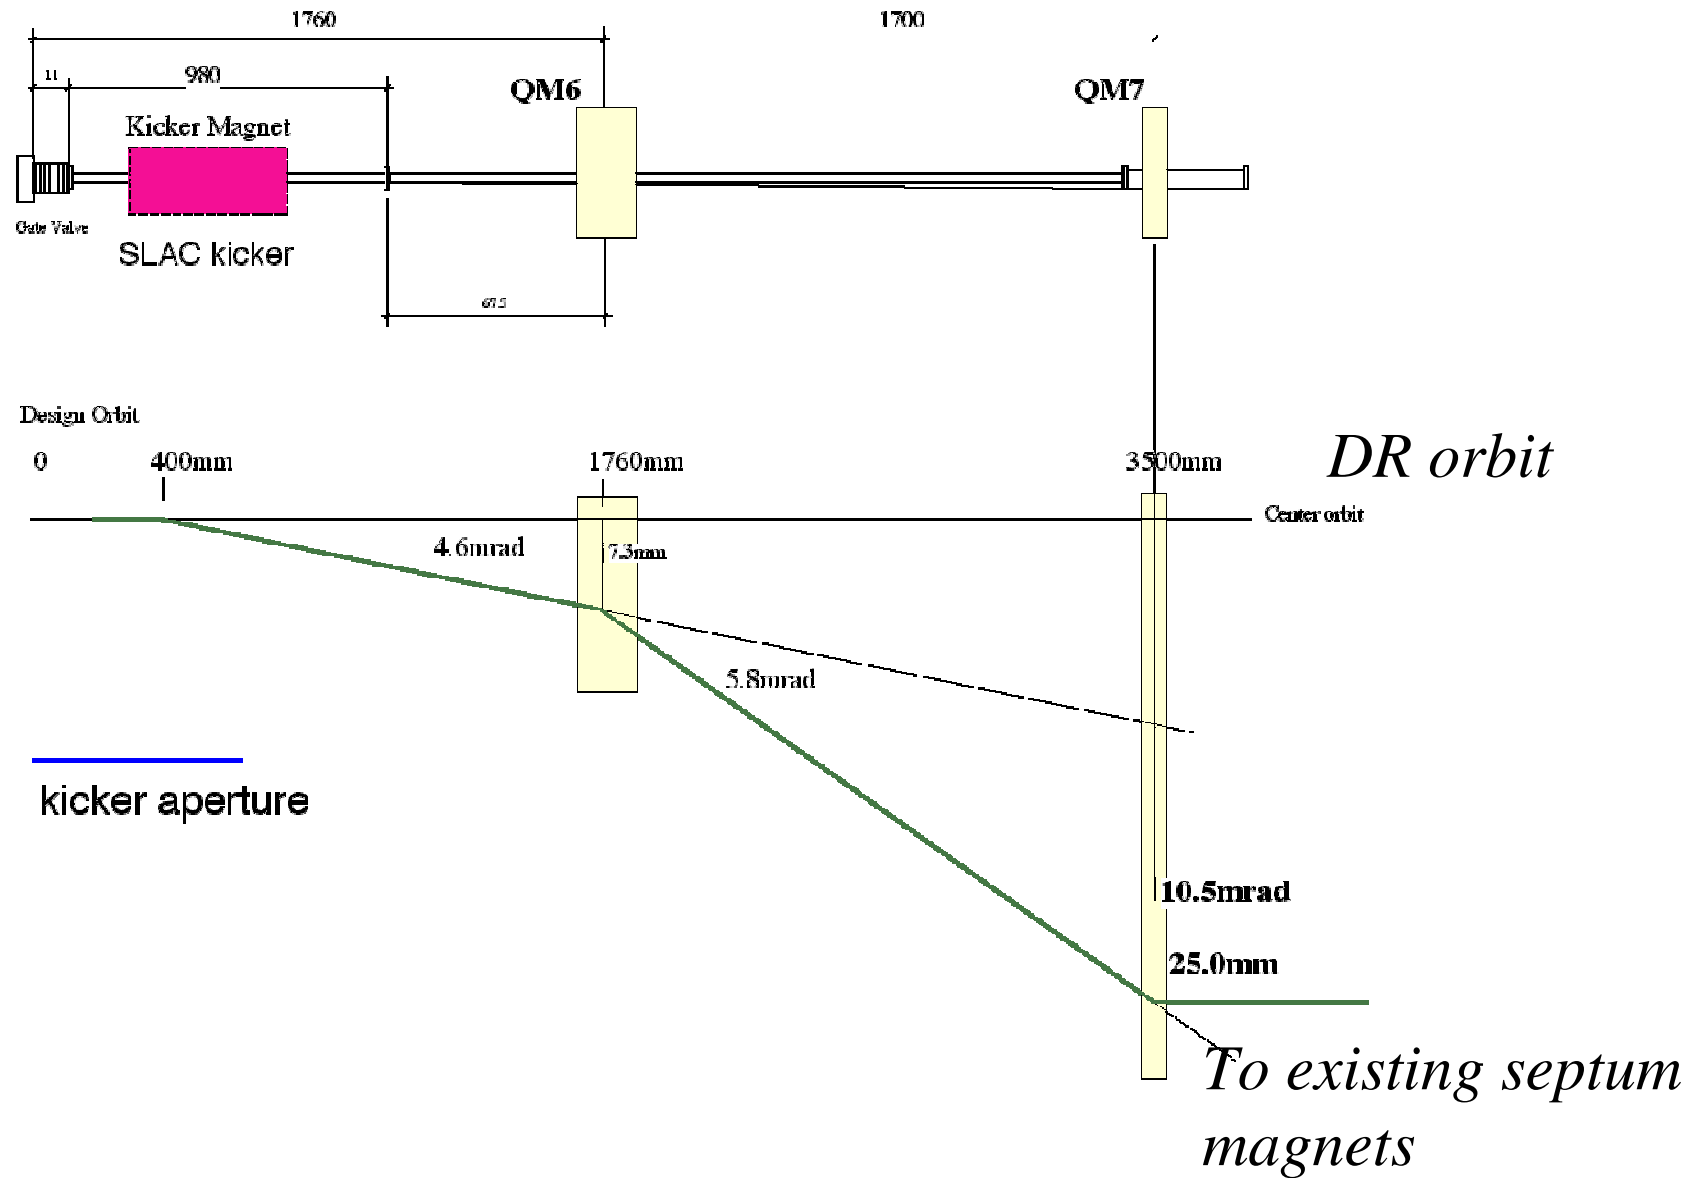 1760
1700
11
980
QM6
QM7
Kicker Magnet
Gate Valve
SLAC kicker
67.5
Design Orbit
0
400mm
1760mm
3500mm
DR orbit
Center orbit
4.6mrad
7.3mm
5.8mrad
kicker aperture
10.5mrad
25.0mm
To existing septum
magnets